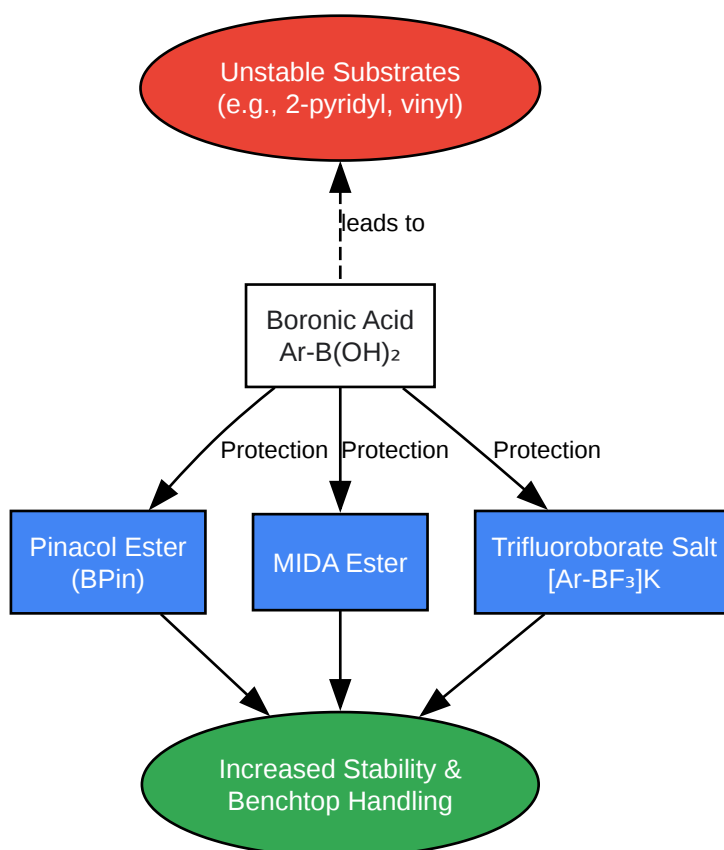 Unstable Substrates
(e.g., 2-pyridyl, vinyl)
leads to
Boronic Acid
Ar-B(OH)₂
Protection
Protection
Protection
Pinacol Ester
(BPin)
MIDA Ester
Trifluoroborate Salt
[Ar-BF₃]K
Increased Stability &
Benchtop Handling